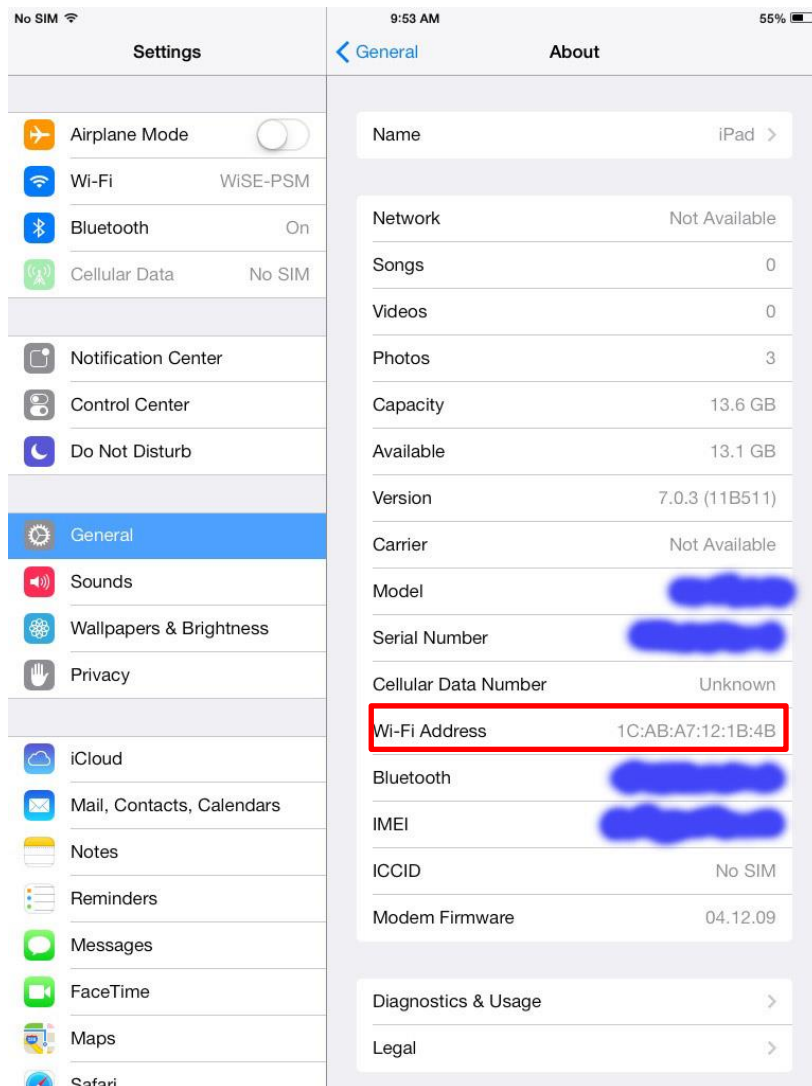 No SIM 9:53 AM 55%
Settings
General About
Airplane Mode
Wi-Fi WiSE-PSM
Bluetooth On
Cellular Data No SIM
Notification Center
Control Center
Do Not Disturb
General
Sounds
Wallpapers & Brightness
Privacy
iCloud
Mail, Contacts, Calendars
Notes
Reminders
Messages
FaceTime
Maps
Safari
Name iPad
Network Not Available
Songs 0
Videos 0
Photos 3
Capacity 13.6 GB
Available 13.1 GB
Version 7.0.3 (11B511)
Carrier Not Available
Model
Serial Number
Cellular Data Number Unknown
Wi-Fi Address 1C:AB:A7:12:1B:4B
Bluetooth
IMEI
ICCID No SIM
Modem Firmware 04.12.09
Diagnostics & Usage
Legal